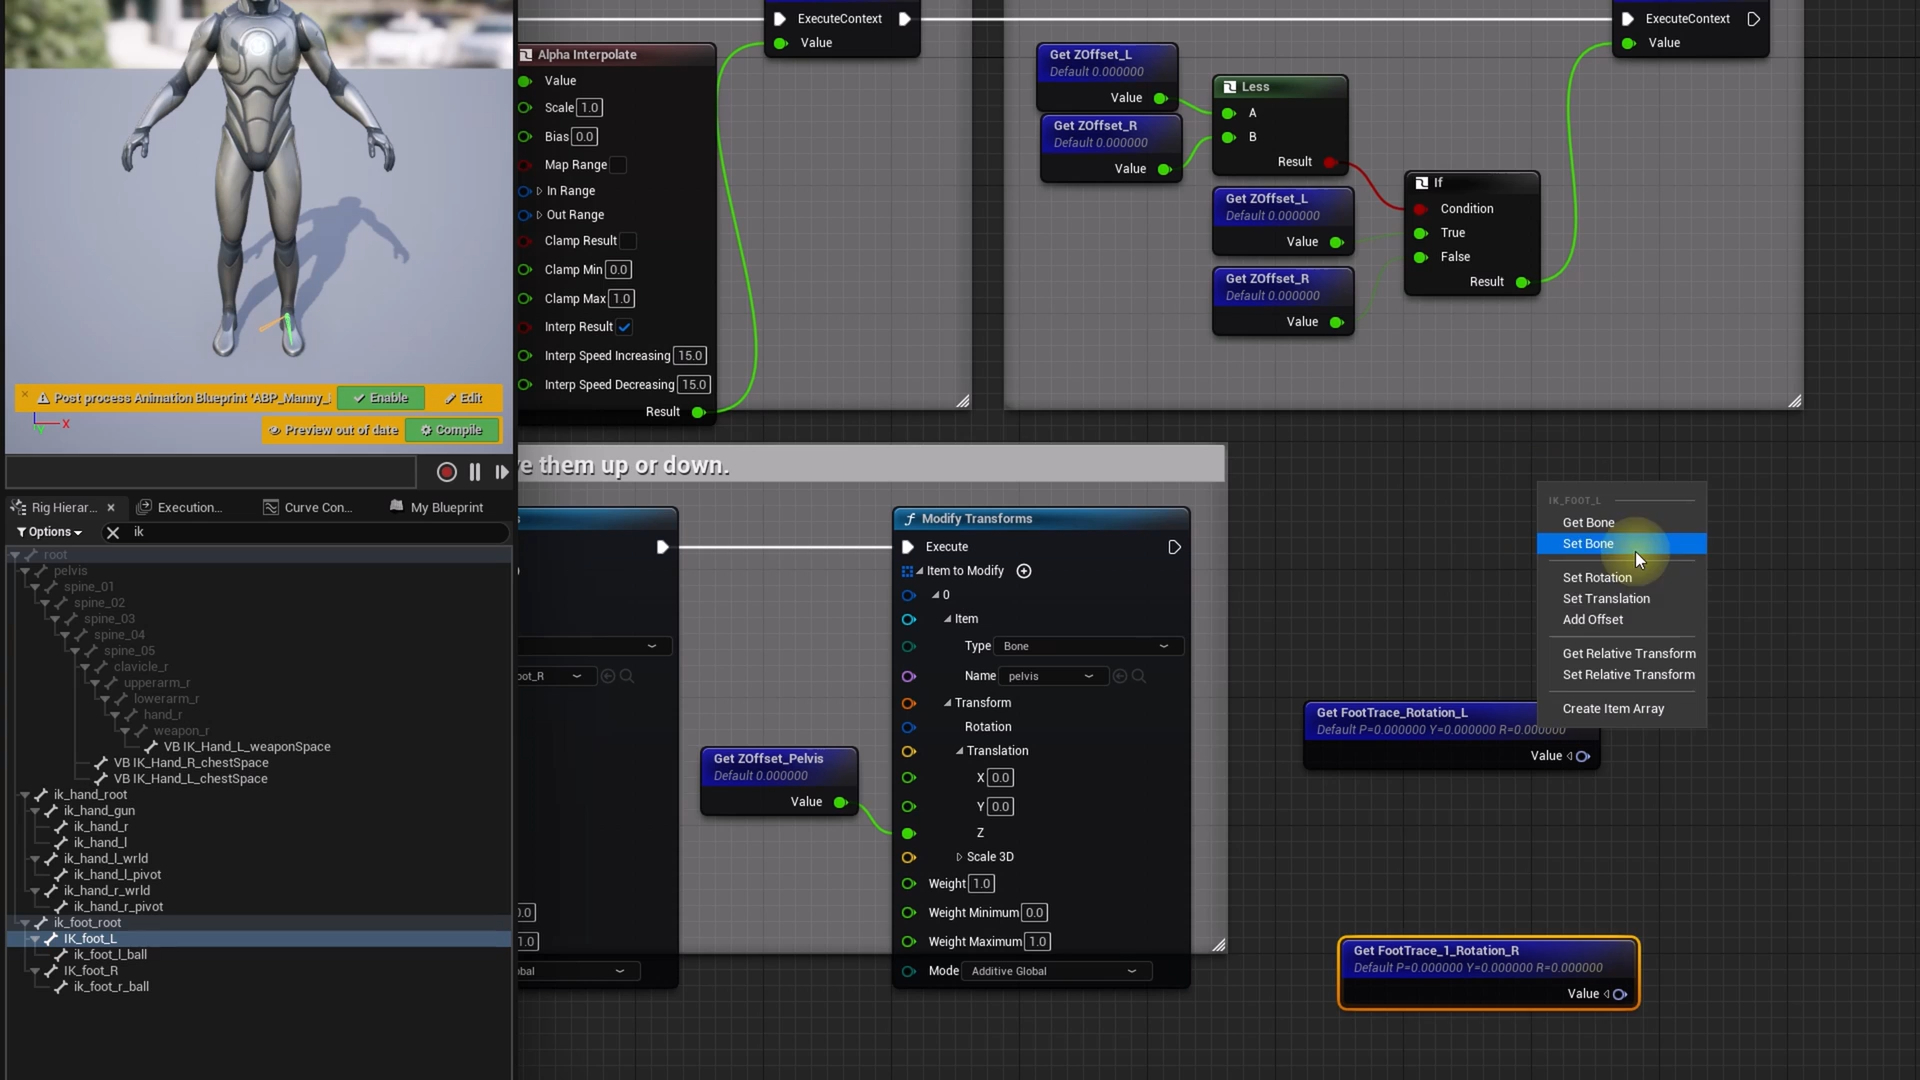 Post process Animation Blueprint 'ABP_Manny_
Enable
Edit
X
Preview out of date
Compile
Rig Hierar...
Execution...
Curve Con...
My Blueprint
Options
ik
root
pelvis
spine_01
spine_02
spine_03
spine_04
spine_05
clavicle_r
upperarm_r
lowerarm_r
hand_r
weapon_r
VB IK_Hand_L_weaponSpace
VB IK_Hand_R_chestSpace
VB IK_Hand_L_chestSpace
ik_hand_root
ik_hand_gun
ik_hand_r
ik_hand_l
ik_hand_l_wrld
ik_hand_l_pivot
ik_hand_r_wrld
ik_hand_r_pivot
ik_foot_root
IK_foot_L
ik_foot_l_ball
IK_foot_R
ik_foot_r_ball
Alpha Interpolate
Value
Scale 1.0
Bias 0.0
Map Range
In Range
Out Range
Clamp Result
Clamp Min 0.0
Clamp Max 1.0
Interp Result
Interp Speed Increasing 15.0
Interp Speed Decreasing 15.0
Result
ExecuteContext
Value
Get ZOffset_L
Default 0.000000
Value
Get ZOffset_R
Default 0.000000
Value
Less
A
B
Result
Get ZOffset_L
Default 0.000000
Value
Get ZOffset_R
Default 0.000000
Value
If
Condition
True
False
Result
ExecuteContext
Value
e them up or down.
oot_R
0.0
1.0
obal
Get ZOffset_Pelvis
Default 0.000000
Value
Modify Transforms
Execute
Item to Modify
0
Item
Type Bone
Name pelvis
Transform
Rotation
Translation
X 0.0
Y 0.0
Z
Scale 3D
Weight 1.0
Weight Minimum 0.0
Weight Maximum 1.0
Mode Additive Global
IK_FOOT_L
Get Bone
Set Bone
Set Rotation
Set Translation
Add Offset
Get Relative Transform
Set Relative Transform
Create Item Array
Get FootTrace_Rotation_L
Default P=0.000000 Y=0.000000 R=0.000000
Value
Get FootTrace_1_Rotation_R
Default P=0.000000 Y=0.000000 R=0.000000
Value